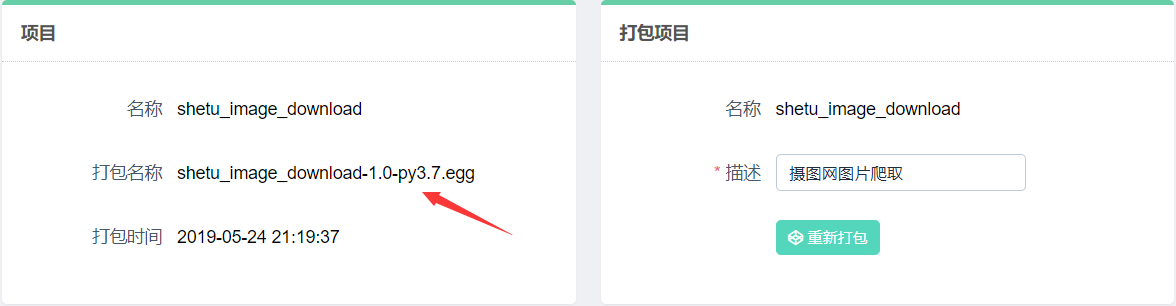 项目
名称 shetu_image_download
打包名称 shetu_image_download-1.0-py3.7.egg
打包时间 2019-05-24 21:19:37
打包项目
名称 shetu_image_download
* 描述 摄图网图片爬取
重新打包